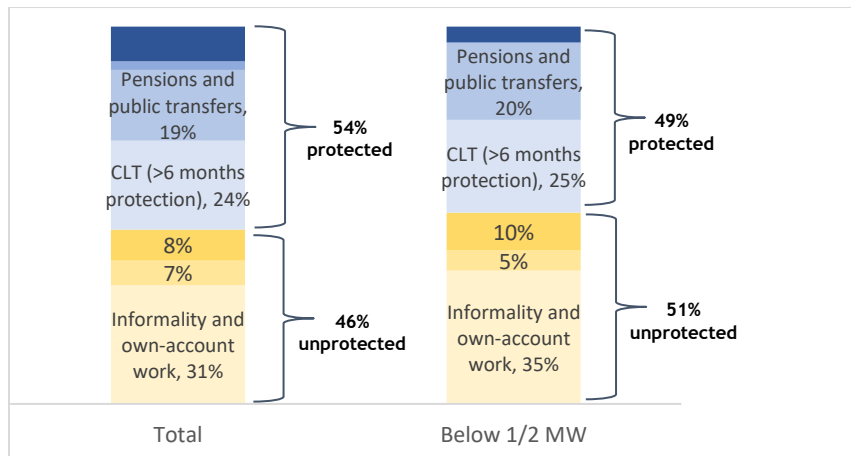 Pensions and
public transfers,
19%
CLT (>6 months
protection), 24%
8%
7%
Informality and
own-account
work, 31%
54%
protected
46%
unprotected
Pensions and
public transfers,
20%
CLT (>6 months
protection), 25%
10%
5%
Informality and
own-account
work, 35%
49%
protected
51%
unprotected
Total
Below 1/2 MW